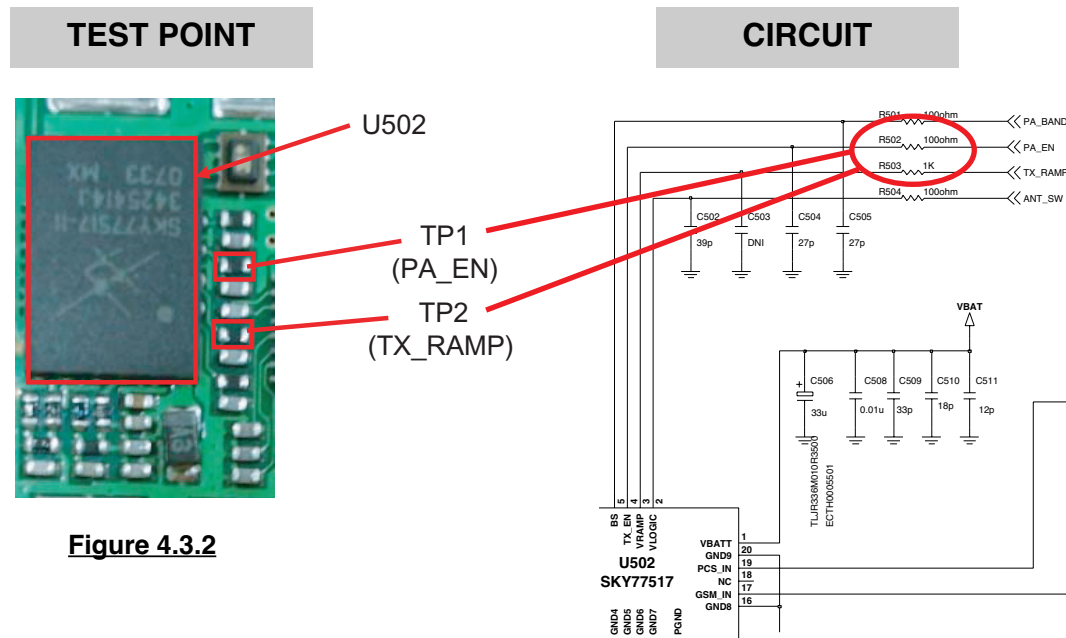 TEST POINT
CIRCUIT
U502
TP1
(PA_EN)
TP2
(TX_RAMP)
0733 MX
3425414.1
SKY77517-11
Figure 4.3.2
R501 100ohm PA_BAND
R502 100ohm PA_EN
R503 1K TX_RAMP
R504 100ohm ANT_SW
C502 C503 C504 C505
39p DNI 27p 27p
VBAT
C506 C508 C509 C510 C511
33u 0.01u 33p 18p 12p
TLJR336M010R3500
ECTH0005501
5 4 3 2
BS TX_EN VRAMP VLOGIC
U502
SKY77517
VBATT 1
GND9 20
PCS_IN 19
NC 18
GSM_IN 17
GND8 16
GND4 GND5 GND6 GND7 PGND